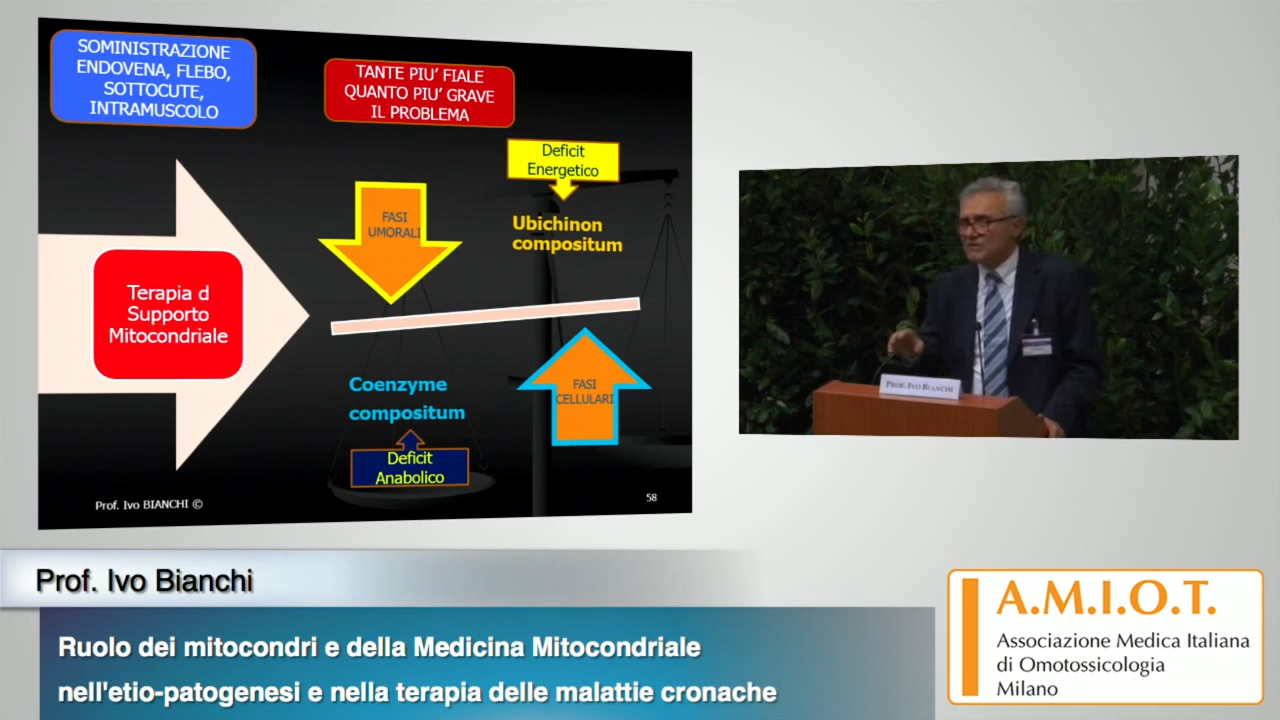 SOMINISTRAZIONE
ENDOVENA, FLEBO,
SOTTOCUTE,
INTRAMUSCOLO
TANTE PIU' FIALE
QUANTO PIU' GRAVE
IL PROBLEMA
Deficit
Energetico
FASI
UMORALI
Ubichinon
compositum
Terapia d
Supporto
Mitocondriale
Coenzyme
compositum
FASI
CELLULARI
Deficit
Anabolico
Prof. Ivo BIANCHI ©
58
PROF. IVO BIANCHI
Prof. Ivo Bianchi
Ruolo dei mitocondri e della Medicina Mitocondriale
nell'etio-patogenesi e nella terapia delle malattie croniche
A.M.I.O.T.
Associazione Medica Italiana
di Omotossicologia
Milano